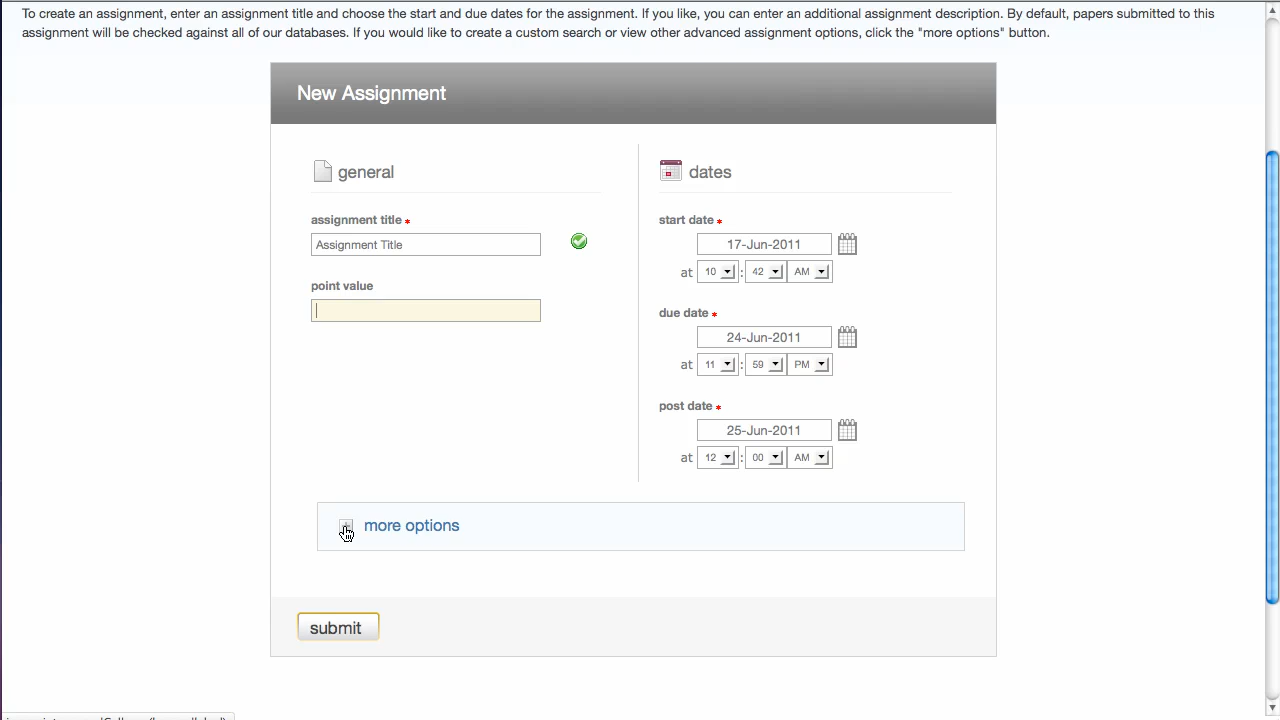 To create an assignment, enter an assignment title and choose the start and due dates for the assignment. If you like, you can enter an additional assignment description. By default, papers submitted to this
assignment will be checked against all of our databases. If you would like to create a custom search or view other advanced assignment options, click the "more options" button.
New Assignment
general
assignment title *
Assignment Title
point value
dates
start date *
17-Jun-2011
at 10 : 42 AM
due date *
24-Jun-2011
at 11 : 59 PM
post date *
25-Jun-2011
at 12 : 00 AM
more options
submit